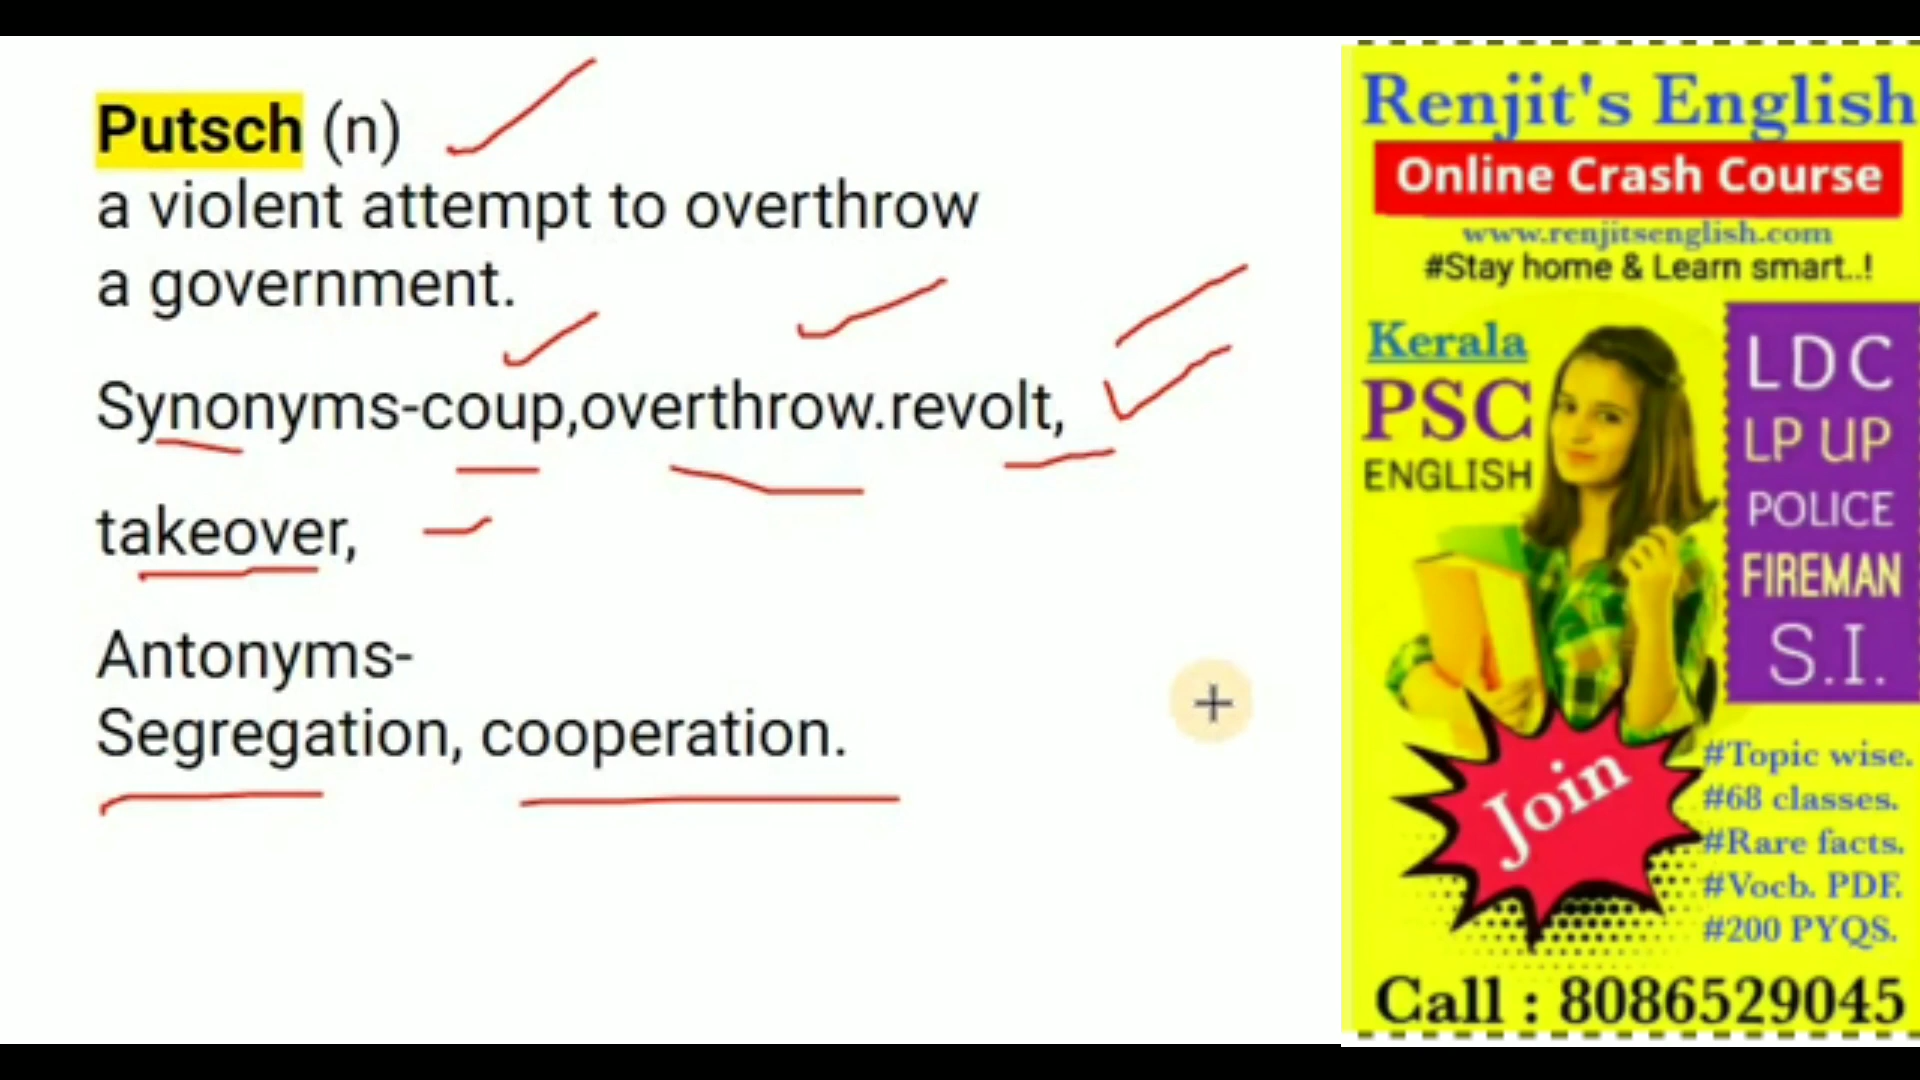 Putsch (n)
a violent attempt to overthrow
a government.
Synonyms-coup,overthrow.revolt,
takeover,
Antonyms-
Segregation, cooperation.
Renjit's English
Online Crash Course
www.renjitsenglish.com
#Stay home & Learn smart..!
Kerala
PSC
ENGLISH
LDC
LP UP
POLICE
FIREMAN
S.I.
Join
#Topic wise.
#68 classes.
#Rare facts.
#Vocb. PDF.
#200 PYQS.
Call : 8086529045